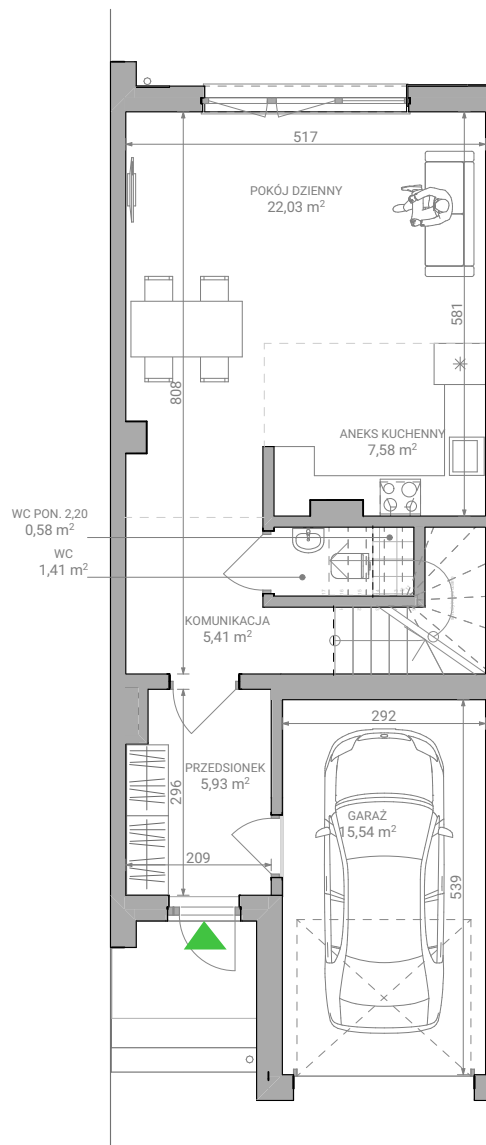 517
POKÓJ DZIENNY
22,03 m²
581
808
ANEKS KUCHENNY
7,58 m²
WC PON. 2,20
0,58 m²
WC
1,41 m²
KOMUNIKACJA
5,41 m²
292
PRZEDSIONEK
5,93 m²
296
GARAŻ
15,54 m²
209
539